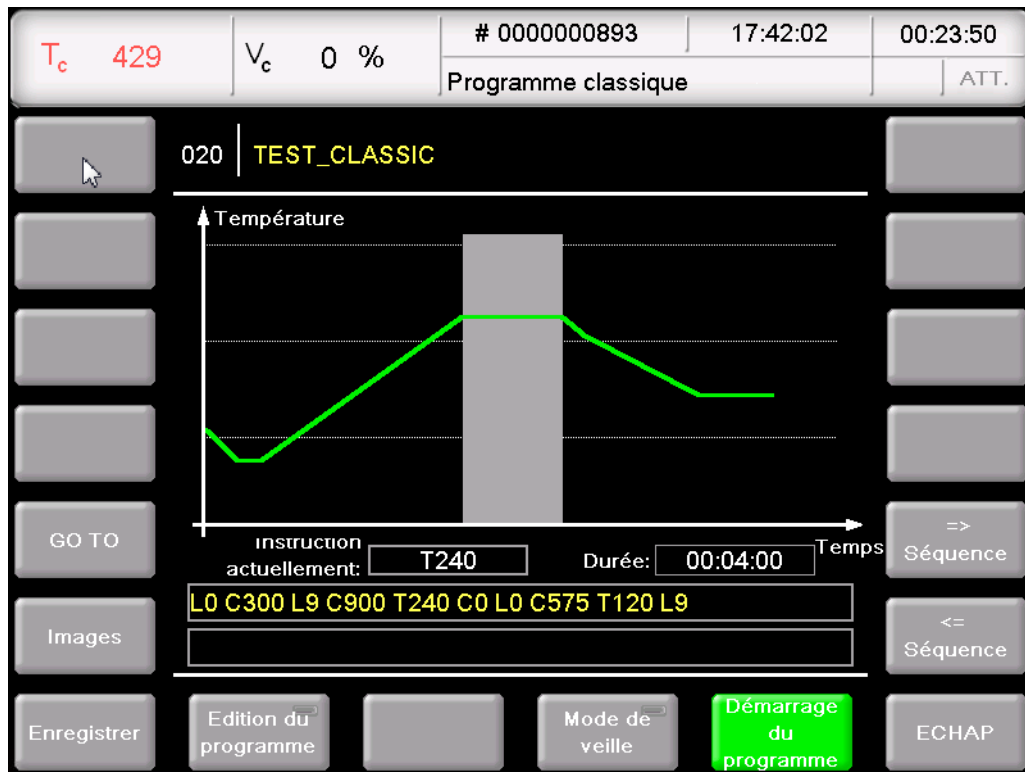 Tc 429
Vc 0 %
# 0000000893
17:42:02
00:23:50
Programme classique
ATT.
020
TEST_CLASSIC
Température
Instruction
actuellement:
T240
Durée:
00:04:00
Temps
L0 C300 L9 C900 T240 C0 L0 C575 T120 L9
GO TO
Images
Enregistrer
=>
Séquence
<=
Séquence
Edition du
programme
Mode de
veille
Démarrage
du
programme
ECHAP